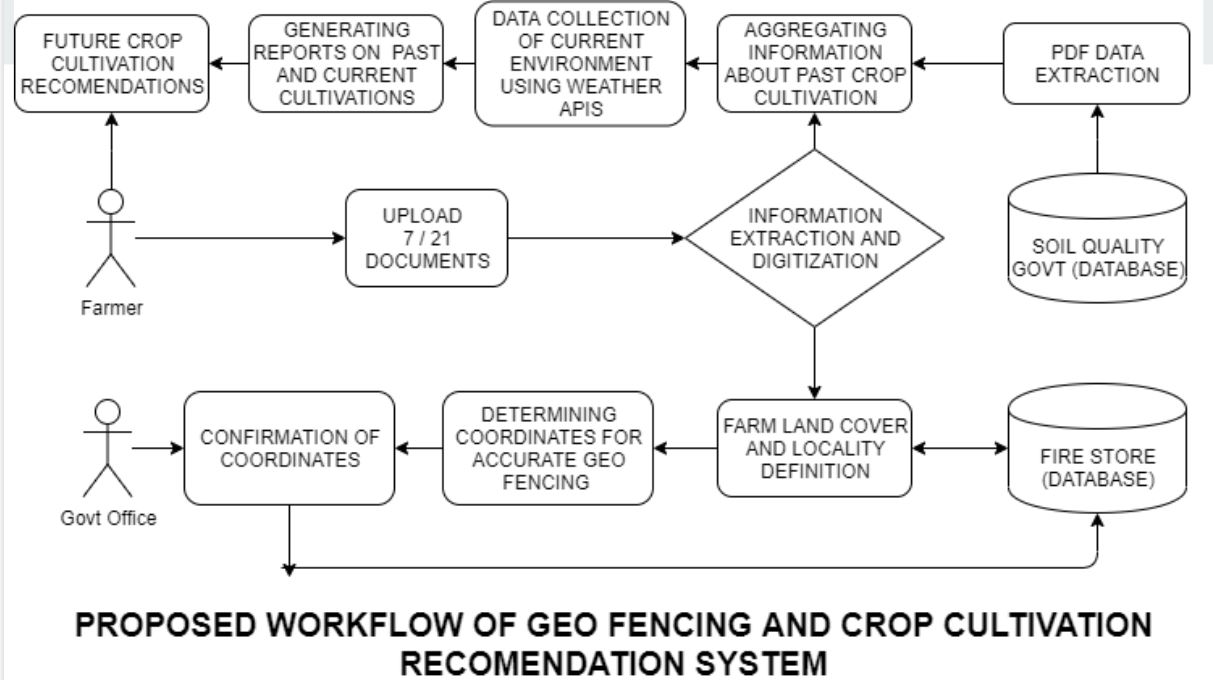 FUTURE CROP
CULTIVATION
RECOMENDATIONS
GENERATING
REPORTS ON PAST
AND CURRENT
CULTIVATIONS
DATA COLLECTION
OF CURRENT
ENVIRONMENT
USING WEATHER
APIS
AGGREGATING
INFORMATION
ABOUT PAST CROP
CULTIVATION
PDF DATA
EXTRACTION
Farmer
UPLOAD
7 / 21
DOCUMENTS
INFORMATION
EXTRACTION AND
DIGITIZATION
SOIL QUALITY
GOVT (DATABASE)
Govt Office
CONFIRMATION OF
COORDINATES
DETERMINING
COORDINATES FOR
ACCURATE GEO
FENCING
FARM LAND COVER
AND LOCALITY
DEFINITION
FIRE STORE
(DATABASE)
PROPOSED WORKFLOW OF GEO FENCING AND CROP CULTIVATION
RECOMENDATION SYSTEM